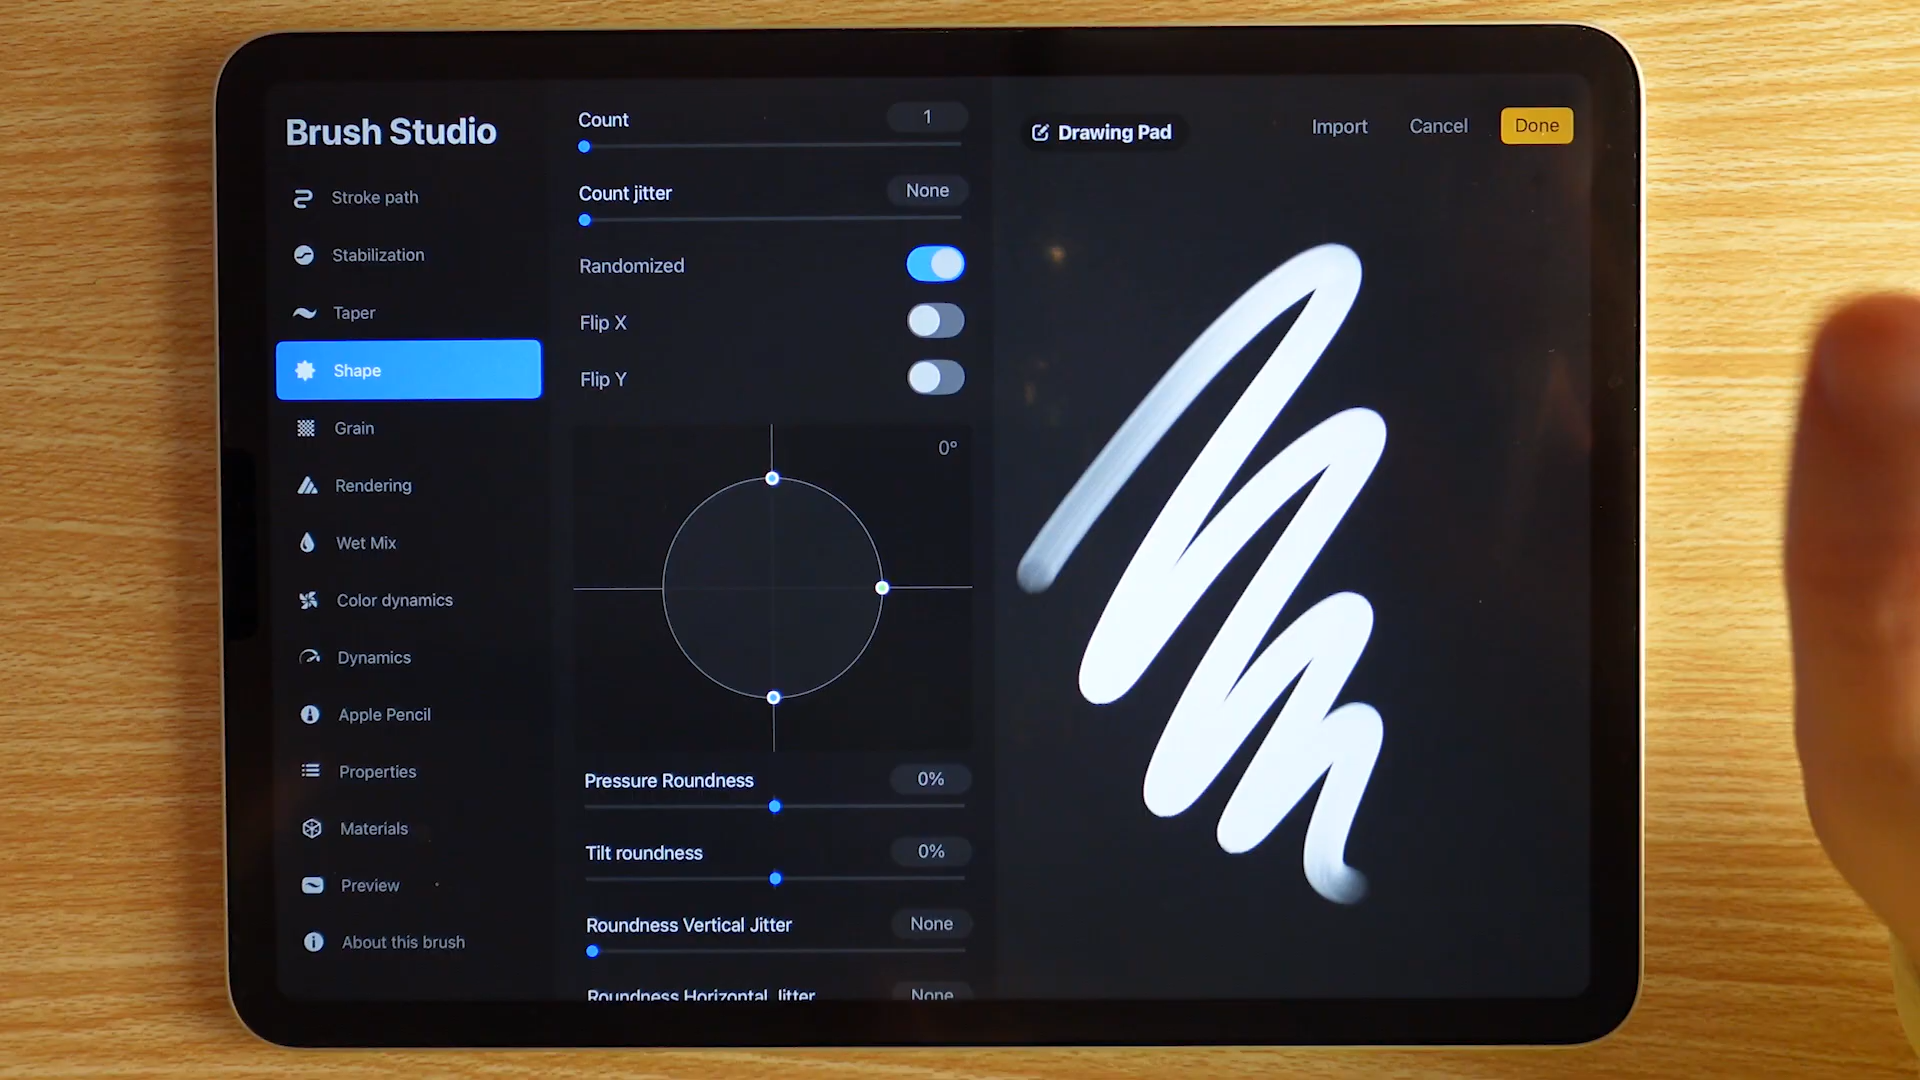 Brush Studio
Stroke path
Stabilization
Taper
Shape
Grain
Rendering
Wet Mix
Color dynamics
Dynamics
Apple Pencil
Properties
Materials
Preview
About this brush
Count 1
Count jitter None
Randomized
Flip X
Flip Y
0°
Pressure Roundness 0%
Tilt roundness 0%
Roundness Vertical Jitter None
Roundness Horizontal Jitter None
Drawing Pad
Import Cancel Done